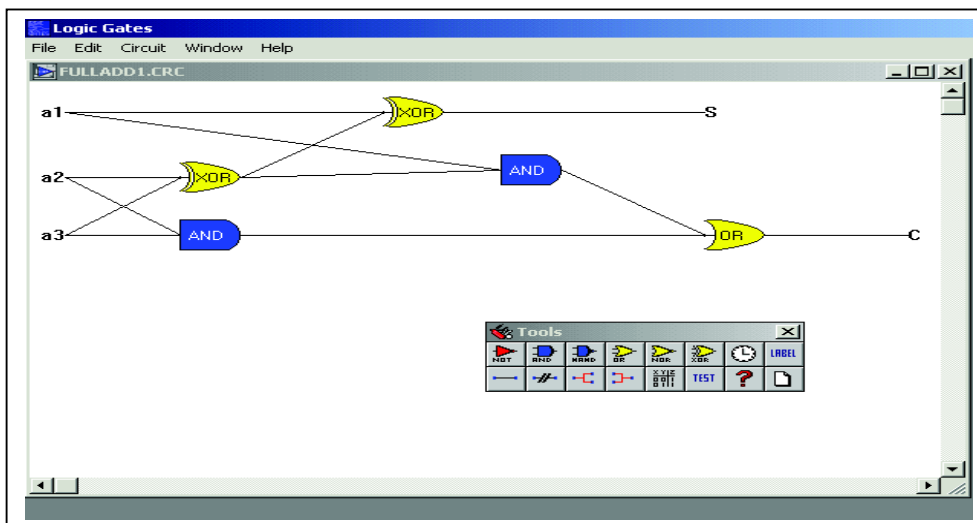 Logic Gates
File Edit Circuit Window Help
FULLADD1.CRC
a1
XOR
S
a2
XOR
AND
a3
AND
OR
C
Tools
NOT AND NAND OR NOR XOR LABEL
XYZ TEST ?